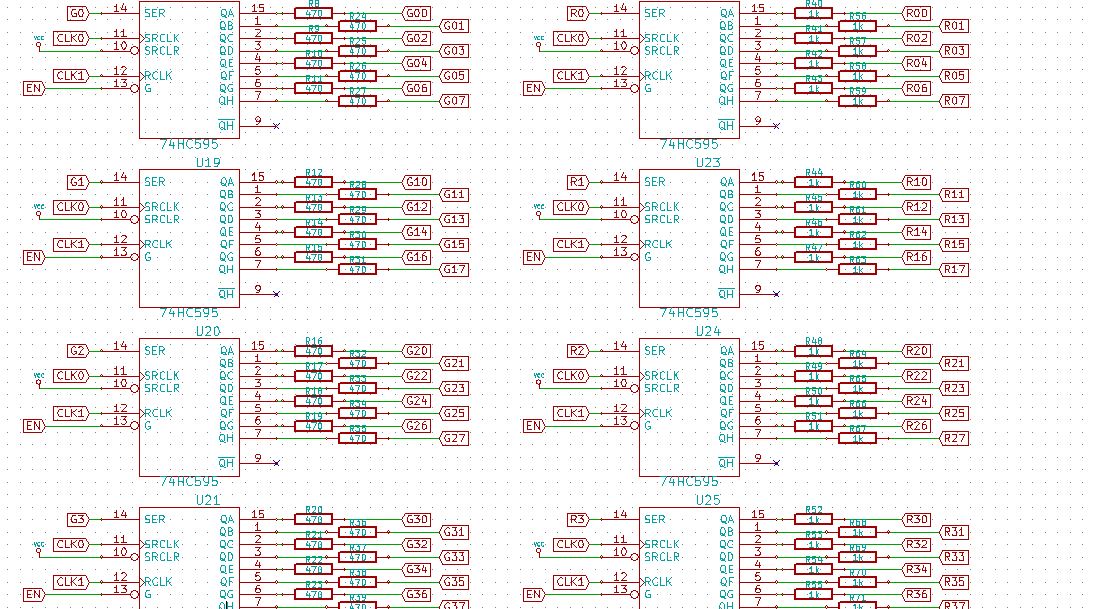 G0 14 SER QA 15 R8 470 G00
QB 1 R24 470 G01
VCC CLK0 11 SRCLK QC 2 R9 470 G02
10 SRCLR QD 3 R25 470 G03
QE 4 R10 470 G04
CLK1 12 RCLK QF 5 R26 470 G05
EN 13 G QG 6 R11 470 G06
QH 7 R27 470 G07
QH 9
74HC595
R0 14 SER QA 15 R40 1k R00
QB 1 R56 1k R01
VCC CLK0 11 SRCLK QC 2 R41 1k R02
10 SRCLR QD 3 R57 1k R03
QE 4 R42 1k R04
CLK1 12 RCLK QF 5 R58 1k R05
EN 13 G QG 6 R43 1k R06
QH 7 R59 1k R07
QH 9
74HC595
U19
G1 14 SER QA 15 R12 470 G10
QB 1 R28 470 G11
VCC CLK0 11 SRCLK QC 2 R13 470 G12
10 SRCLR QD 3 R29 470 G13
QE 4 R14 470 G14
CLK1 12 RCLK QF 5 R30 470 G15
EN 13 G QG 6 R15 470 G16
QH 7 R31 470 G17
QH 9
74HC595
U23
R1 14 SER QA 15 R44 1k R10
QB 1 R60 1k R11
VCC CLK0 11 SRCLK QC 2 R45 1k R12
10 SRCLR QD 3 R61 1k R13
QE 4 R46 1k R14
CLK1 12 RCLK QF 5 R62 1k R15
EN 13 G QG 6 R47 1k R16
QH 7 R63 1k R17
QH 9
74HC595
U20
G2 14 SER QA 15 R16 470 G20
QB 1 R32 470 G21
VCC CLK0 11 SRCLK QC 2 R17 470 G22
10 SRCLR QD 3 R33 470 G23
QE 4 R18 470 G24
CLK1 12 RCLK QF 5 R34 470 G25
EN 13 G QG 6 R19 470 G26
QH 7 470 G27
QH 9
74HC595
U24
R2 14 SER QA 15 R48 1k R20
QB 1 R64 1k R21
VCC CLK0 11 SRCLK QC 2 R49 1k R22
10 SRCLR QD 3 R65 1k R23
QE 4 R50 1k R24
CLK1 12 RCLK QF 5 R66 1k R25
EN 13 G QG 6 R51 1k R26
QH 7 R67 1k R27
QH 9
74HC595
U21
G3 14 SER QA 15 R20 470 G30
QB 1 R36 470 G31
VCC CLK0 11 SRCLK QC 2 R21 470 G32
10 SRCLR QD 3 R37 470 G33
QE 4 R22 470 G34
CLK1 12 RCLK QF 5 R38 470 G35
EN 13 G QG 6 R23 470 G36
QH 7 R39 470 G37
U25
R3 14 SER QA 15 R52 1k R30
QB 1 R68 1k R31
VCC CLK0 11 SRCLK QC 2 R53 1k R32
10 SRCLR QD 3 R69 1k R33
QE 4 R54 1k R34
CLK1 12 RCLK QF 5 R70 1k R35
EN 13 G QG 6 R55 1k R36
QH 7 R71 1k R37